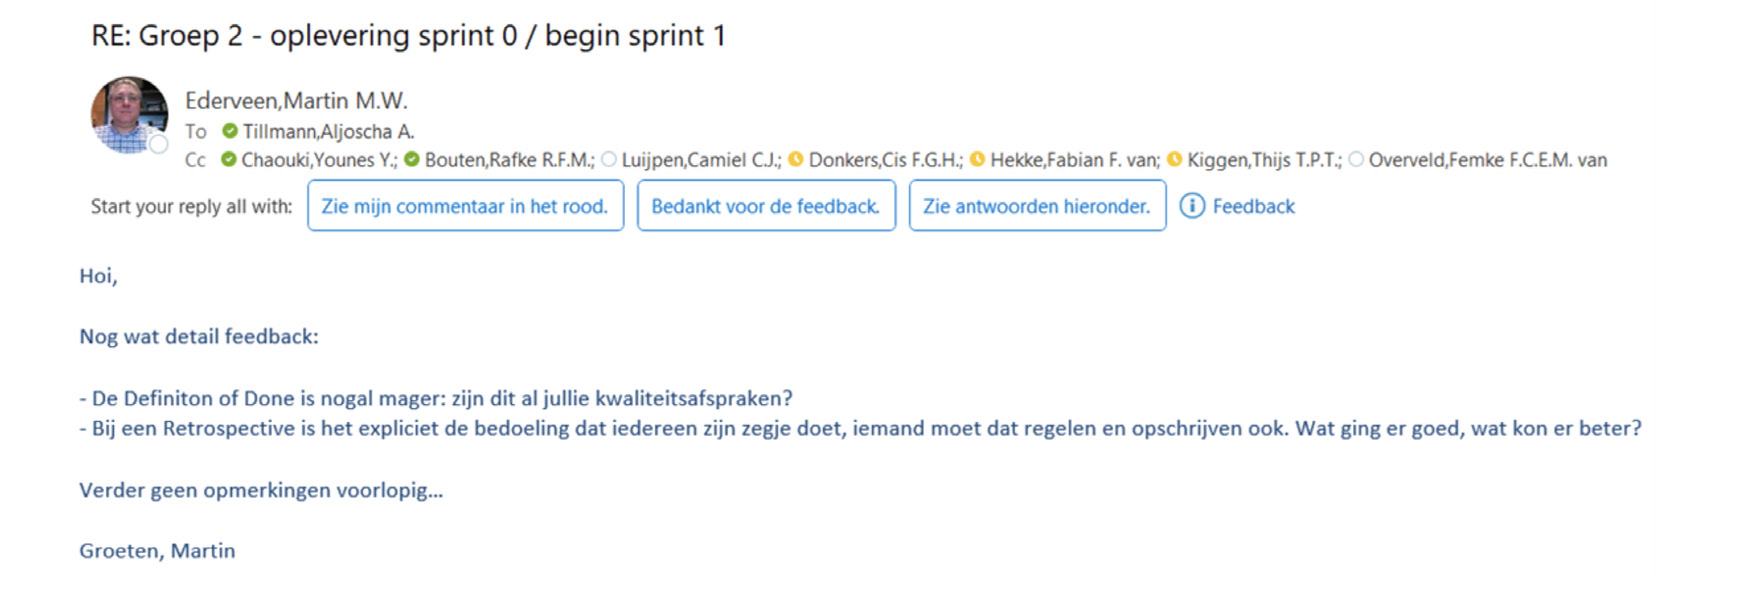 RE: Groep 2 - oplevering sprint 0 / begin sprint 1
Ederveen,Martin M.W.
To Tillmann,Aljoscha A.
Cc Chaouki,Younes Y.; Bouten,Rafke R.F.M.; Luijpen,Camiel C.J.; Donkers,Cis F.G.H.; Hekke,Fabian F. van; Kiggen,Thijs T.P.T.; Overveld,Femke F.C.E.M. van
Start your reply all with: Zie mijn commentaar in het rood. Bedankt voor de feedback. Zie antwoorden hieronder. Feedback
Hoi,
Nog wat detail feedback:
- De Definiton of Done is nogal mager: zijn dit al jullie kwaliteitsafspraken?
- Bij een Retrospective is het expliciet de bedoeling dat iedereen zijn zegje doet, iemand moet dat regelen en opschrijven ook. Wat ging er goed, wat kon er beter?
Verder geen opmerkingen voorlopig...
Groeten, Martin